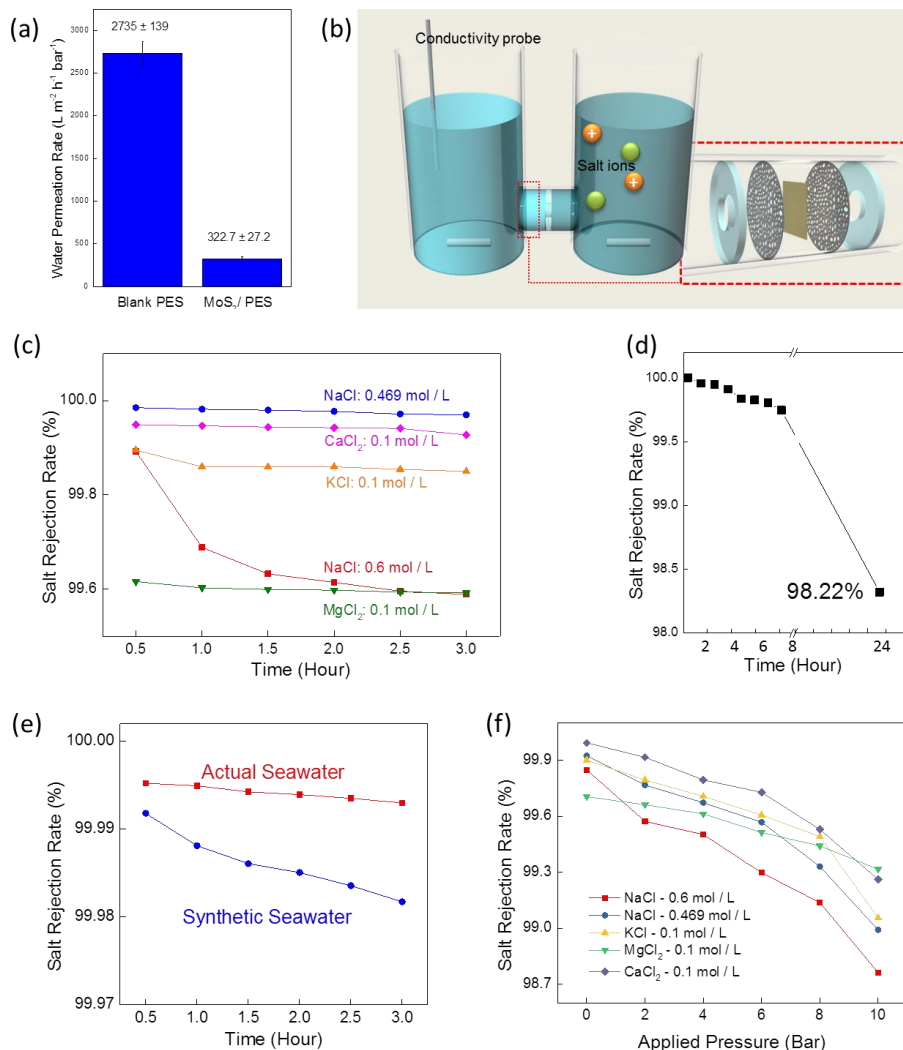 (a)
Water Permeation Rate (L m⁻² h⁻¹ bar⁻¹)
3000
2500
2000
1500
1000
500
0
2735 ± 139
322.7 ± 27.2
Blank PES
MoS₂/ PES
(b)
Conductivity probe
Salt ions
+
+
(c)
Salt Rejection Rate (%)
100.0
99.8
99.6
NaCl: 0.469 mol / L
CaCl₂: 0.1 mol / L
KCl: 0.1 mol / L
NaCl: 0.6 mol / L
MgCl₂: 0.1 mol / L
0.5 1.0 1.5 2.0 2.5 3.0
Time (Hour)
(d)
Salt Rejection Rate (%)
100.0
99.5
99.0
98.5
98.0
98.22%
2 4 6 8 24
Time (Hour)
(e)
Salt Rejection Rate (%)
100.00
99.99
99.98
99.97
Actual Seawater
Synthetic Seawater
0.5 1.0 1.5 2.0 2.5 3.0
Time (Hour)
(f)
Salt Rejection Rate (%)
99.9
99.6
99.3
99.0
98.7
NaCl - 0.6 mol / L
NaCl - 0.469 mol / L
KCl - 0.1 mol / L
MgCl₂ - 0.1 mol / L
CaCl₂ - 0.1 mol / L
0 2 4 6 8 10
Applied Pressure (Bar)